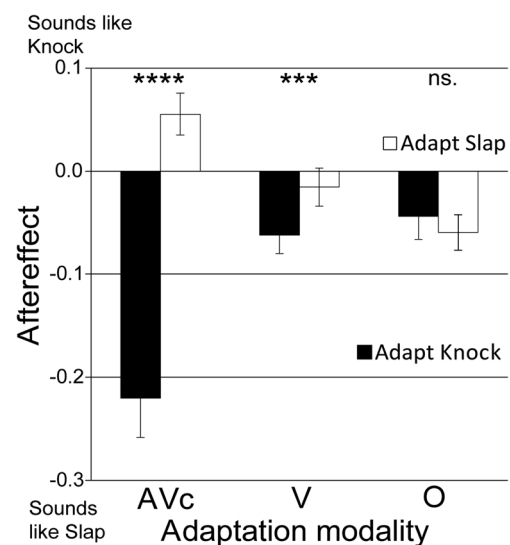 Sounds like
Knock
0.1
**** *** ns.
Adapt Slap
0.0
Aftereffect
-0.1
Adapt Knock
-0.2
-0.3
AVc V O
Sounds
like Slap
Adaptation modality